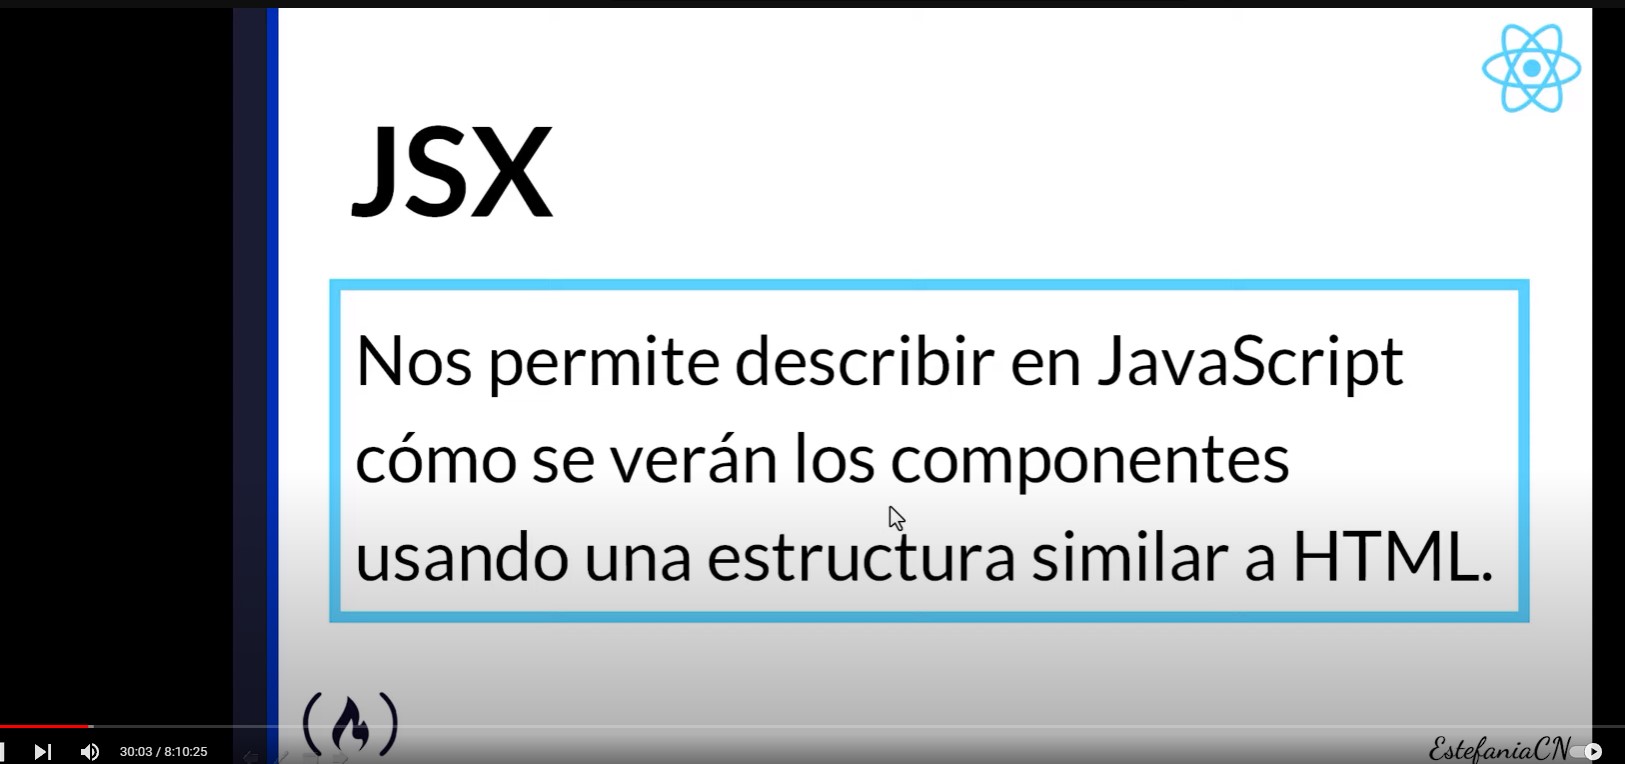 JSX
Nos permite describir en JavaScript
cómo se verán los componentes
usando una estructura similar a HTML.
30:03 / 8:10:25
EstefaniaCN